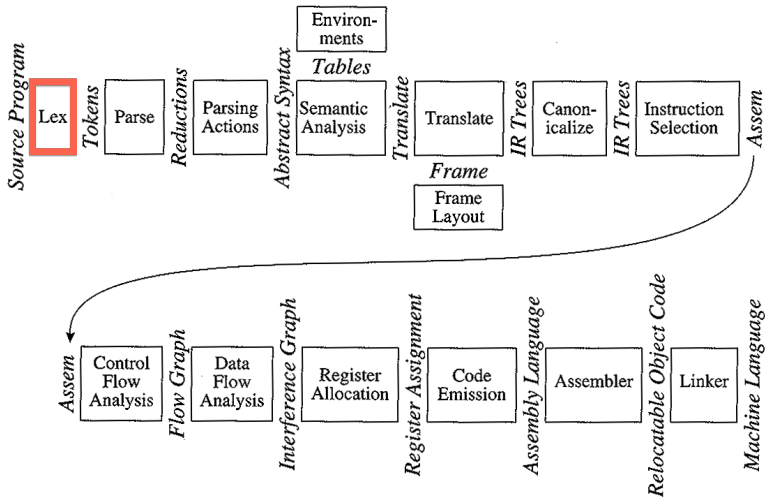 Source Program
Lex
Tokens
Parse
Reductions
Parsing
Actions
Abstract Syntax
Environ-
ments
Tables
Semantic
Analysis
Translate
Translate
Frame
Frame
Layout
IR Trees
Canon-
icalize
IR Trees
Instruction
Selection
Assem
Assem
Control
Flow
Analysis
Flow Graph
Data
Flow
Analysis
Interference Graph
Register
Allocation
Register Assignment
Code
Emission
Assembly Language
Assembler
Relocatable Object Code
Linker
Machine Language